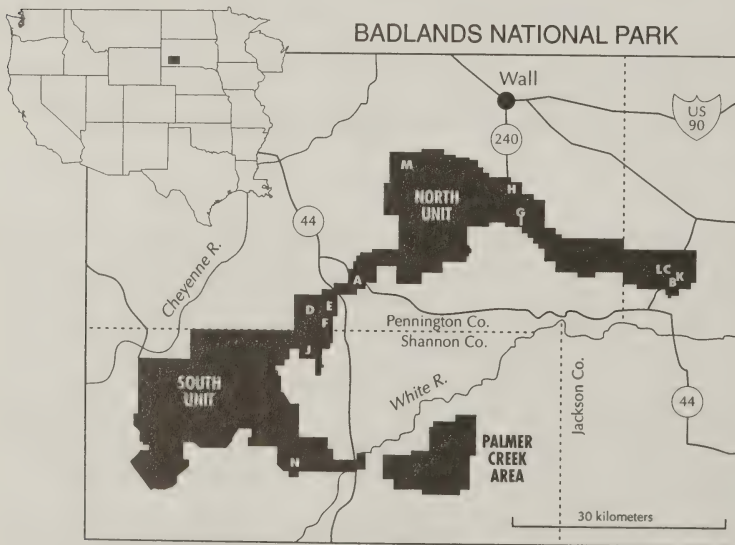 BADLANDS NATIONAL PARK
Wall
US
90
240
M
H
NORTH
UNIT
G
I
44
Cheyenne R.
A
LC
K
B
D
E
F
Pennington Co.
Shannon Co.
J
SOUTH
UNIT
White R.
Jackson Co.
44
N
PALMER
CREEK
AREA
30 kilometers